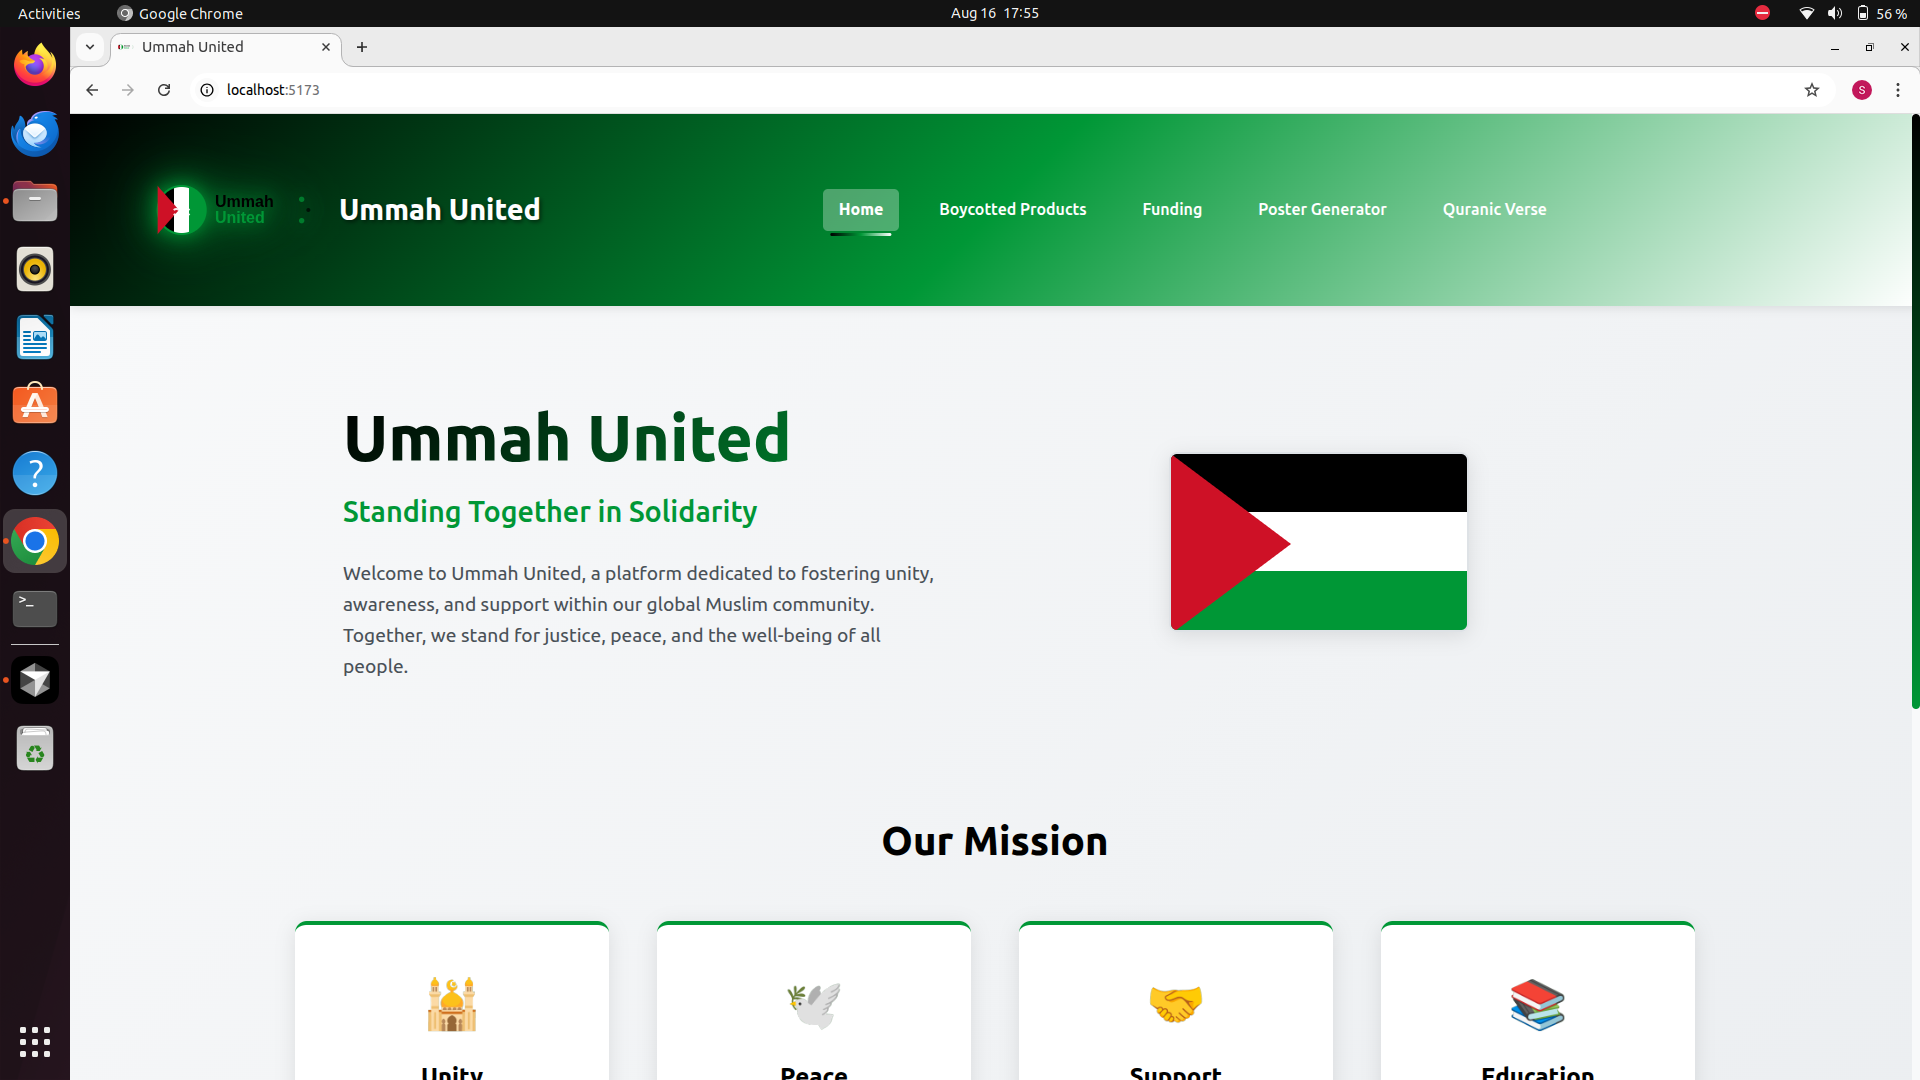 Activities
Google Chrome
Aug 16 17:55
56 %
Ummah United
localhost:5173
S
Ummah
United
Ummah United
Home
Boycotted Products
Funding
Poster Generator
Quranic Verse
Ummah United
Standing Together in Solidarity
Welcome to Ummah United, a platform dedicated to fostering unity,
awareness, and support within our global Muslim community.
Together, we stand for justice, peace, and the well-being of all
people.
Our Mission
Unity
Peace
Support
Education